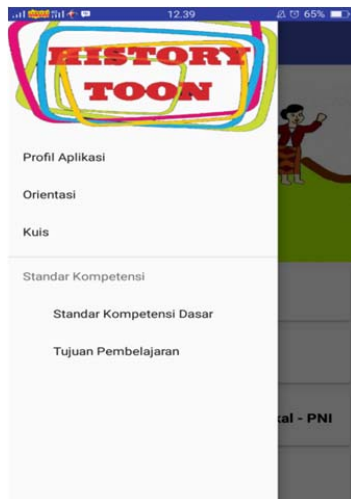 12.39
65%
HISTORY
TOON
Profil Aplikasi
Orientasi
Kuis
Standar Kompetensi
Standar Kompetensi Dasar
Tujuan Pembelajaran
kal - PNI